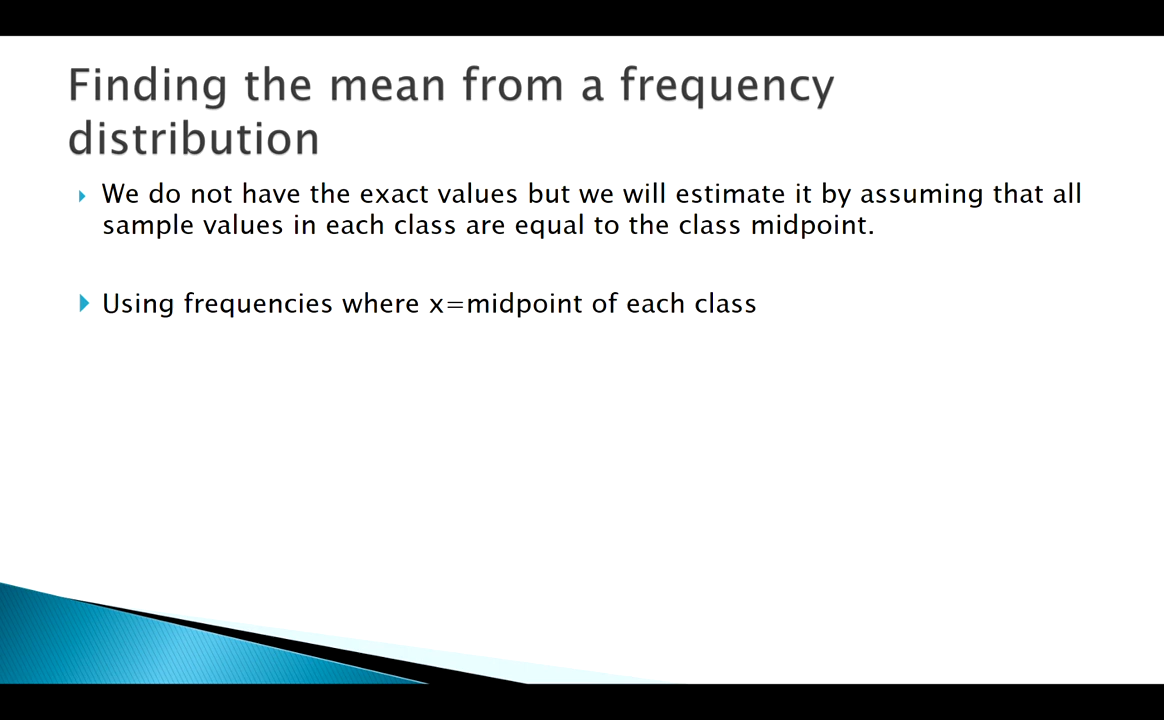 Finding the mean from a frequency
distribution
We do not have the exact values but we will estimate it by assuming that all
sample values in each class are equal to the class midpoint.
Using frequencies where x=midpoint of each class